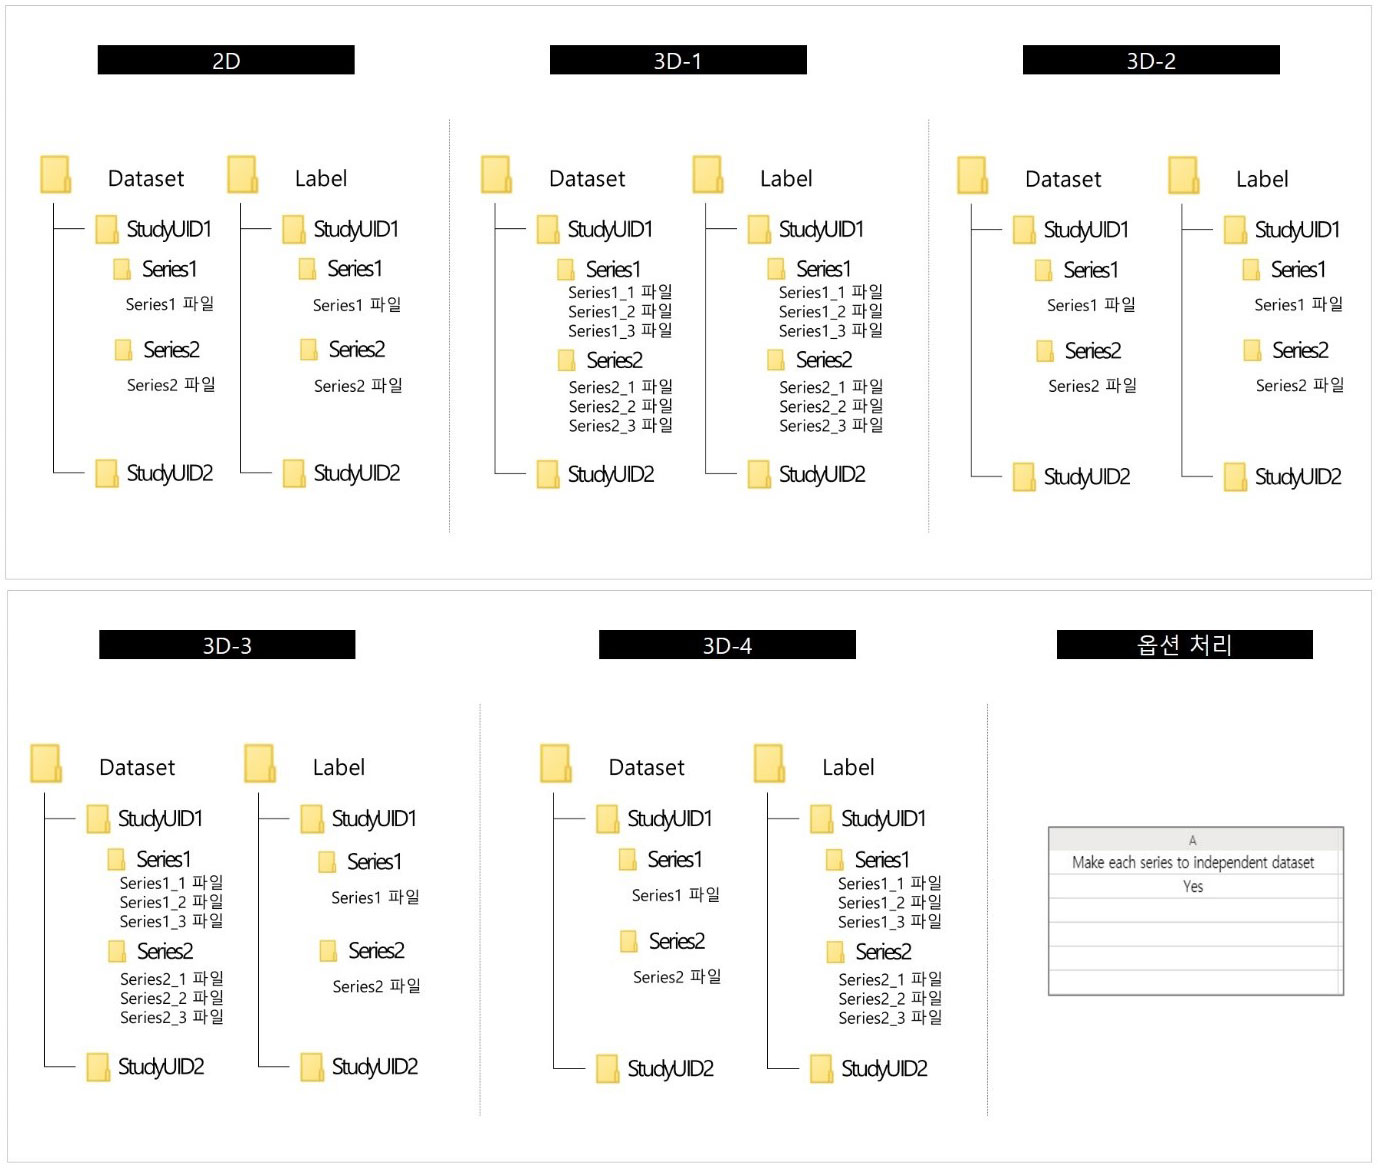 2D
Dataset
StudyUID1
Series1
Series1 파일
Series2
Series2 파일
StudyUID2
Label
StudyUID1
Series1
Series1 파일
Series2
Series2 파일
StudyUID2
3D-1
Dataset
StudyUID1
Series1
Series1_1 파일
Series1_2 파일
Series1_3 파일
Series2
Series2_1 파일
Series2_2 파일
Series2_3 파일
StudyUID2
Label
StudyUID1
Series1
Series1_1 파일
Series1_2 파일
Series1_3 파일
Series2
Series2_1 파일
Series2_2 파일
Series2_3 파일
StudyUID2
3D-2
Dataset
StudyUID1
Series1
Series1 파일
Series2
Series2 파일
StudyUID2
Label
StudyUID1
Series1
Series1 파일
Series2
Series2 파일
StudyUID2
3D-3
Dataset
StudyUID1
Series1
Series1_1 파일
Series1_2 파일
Series1_3 파일
Series2
Series2_1 파일
Series2_2 파일
Series2_3 파일
StudyUID2
Label
StudyUID1
Series1
Series1 파일
Series2
Series2 파일
StudyUID2
3D-4
Dataset
StudyUID1
Series1
Series1 파일
Series2
Series2 파일
StudyUID2
Label
StudyUID1
Series1
Series1_1 파일
Series1_2 파일
Series1_3 파일
Series2
Series2_1 파일
Series2_2 파일
Series2_3 파일
StudyUID2
옵션 처리
A
Make each series to independent dataset
Yes